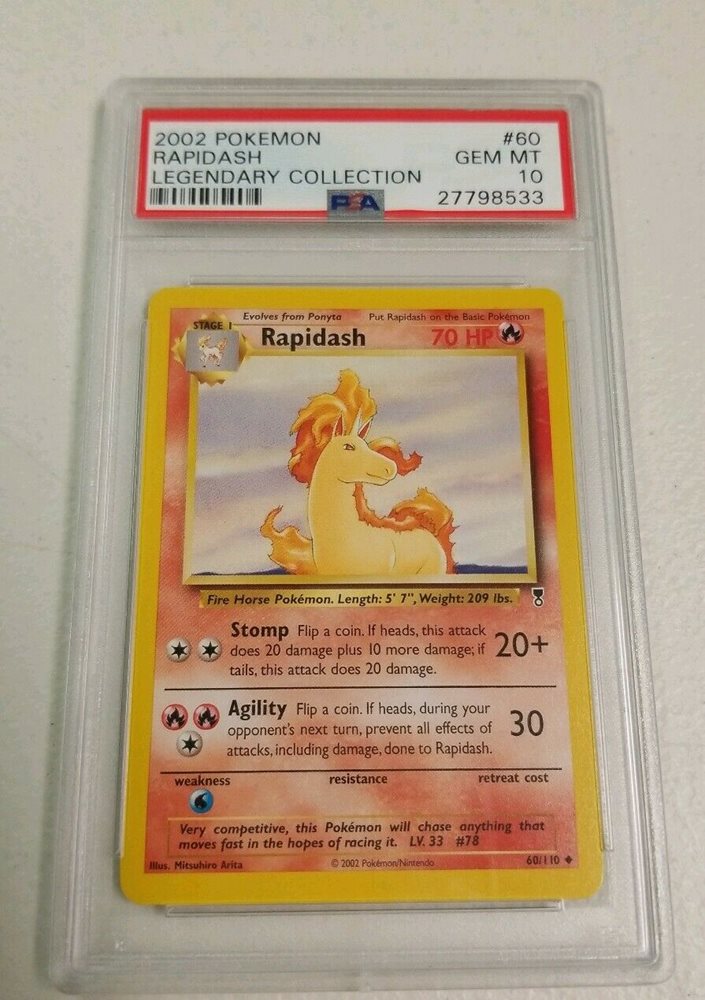 2002 POKEMON #60
RAPIDASH GEM MT
LEGENDARY COLLECTION 10
PSA 27798533
Evolves from Ponyta Put Rapidash on the Basic Pokémon
STAGE 1
Rapidash 70 HP
Fire Horse Pokémon. Length: 5' 7", Weight: 209 lbs.
Stomp Flip a coin. If heads, this attack
does 20 damage plus 10 more damage; if 20+
tails, this attack does 20 damage.
Agility Flip a coin. If heads, during your
opponent's next turn, prevent all effects of 30
attacks, including damage, done to Rapidash.
weakness resistance retreat cost
Very competitive, this Pokémon will chase anything that
moves fast in the hopes of racing it. LV. 33 #78
Illus. Mitsuhiro Arita © 2002 Pokémon/Nintendo 60/110